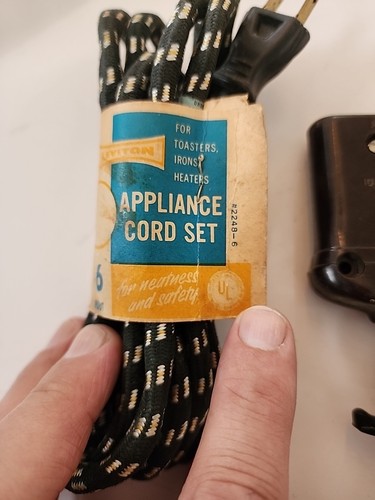 FOR
TOASTERS,
IRONS,
HEATERS
APPLIANCE
CORD SET
#2248-6
6
for neatness
and safety
UL